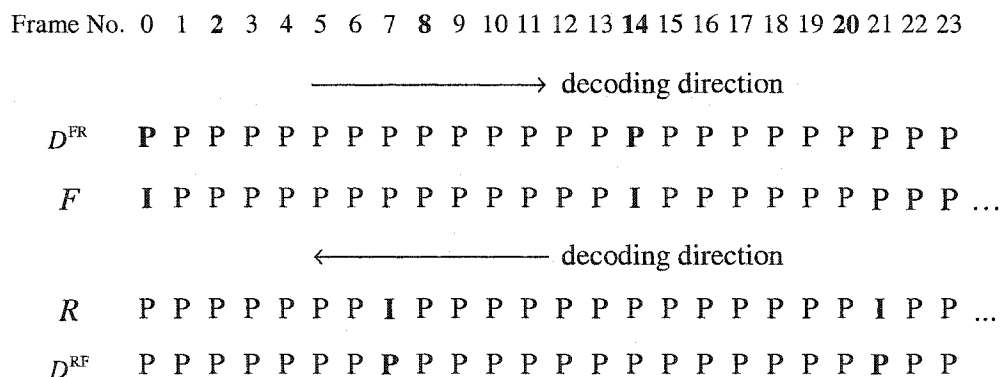 Frame No. 0 1 2 3 4 5 6 7 8 9 10 11 12 13 14 15 16 17 18 19 20 21 22 23
decoding direction
D^FR P P P P P P P P P P P P P P P P P P P P P P P P
F I P P P P P P P P P P P P P I P P P P P P P P P ...
decoding direction
R P P P P P P P I P P P P P P P P P P P P P I P P ...
D^RF P P P P P P P P P P P P P P P P P P P P P P P P